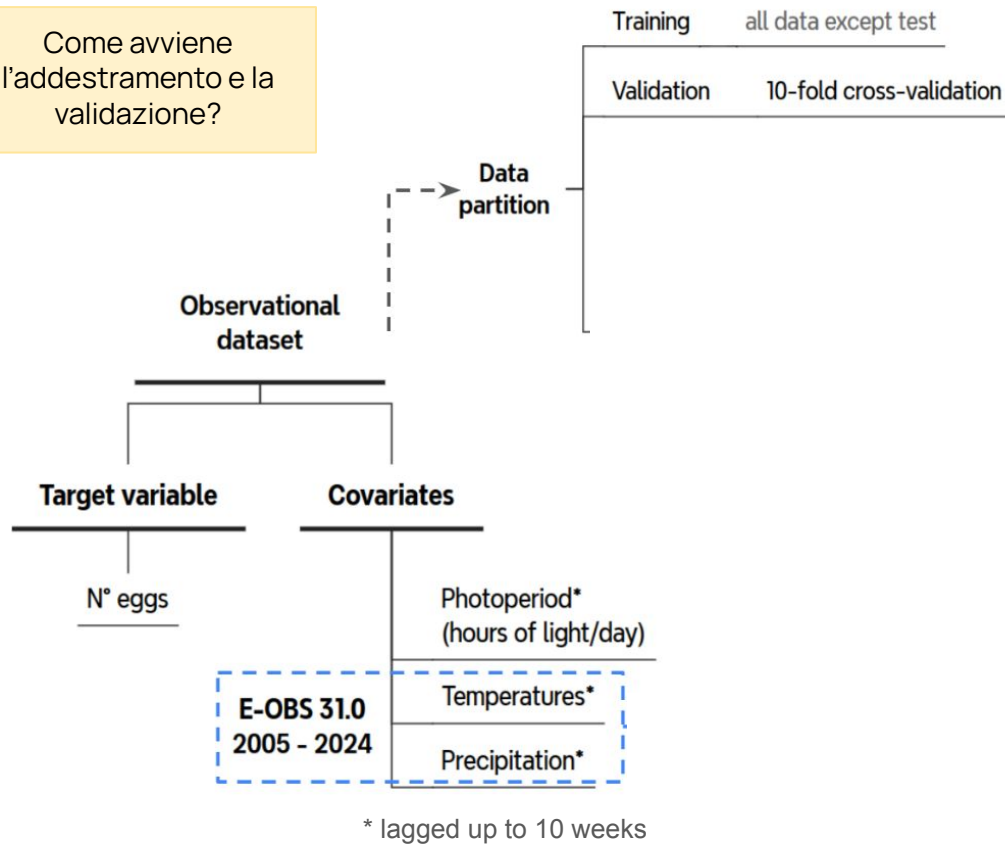 Come avviene
l'addestramento e la
validazione?
Training all data except test
Validation 10-fold cross-validation
Data
partition
Observational
dataset
Target variable
Covariates
N° eggs
Photoperiod*
(hours of light/day)
E-OBS 31.0
2005 - 2024
Temperatures*
Precipitation*
* lagged up to 10 weeks